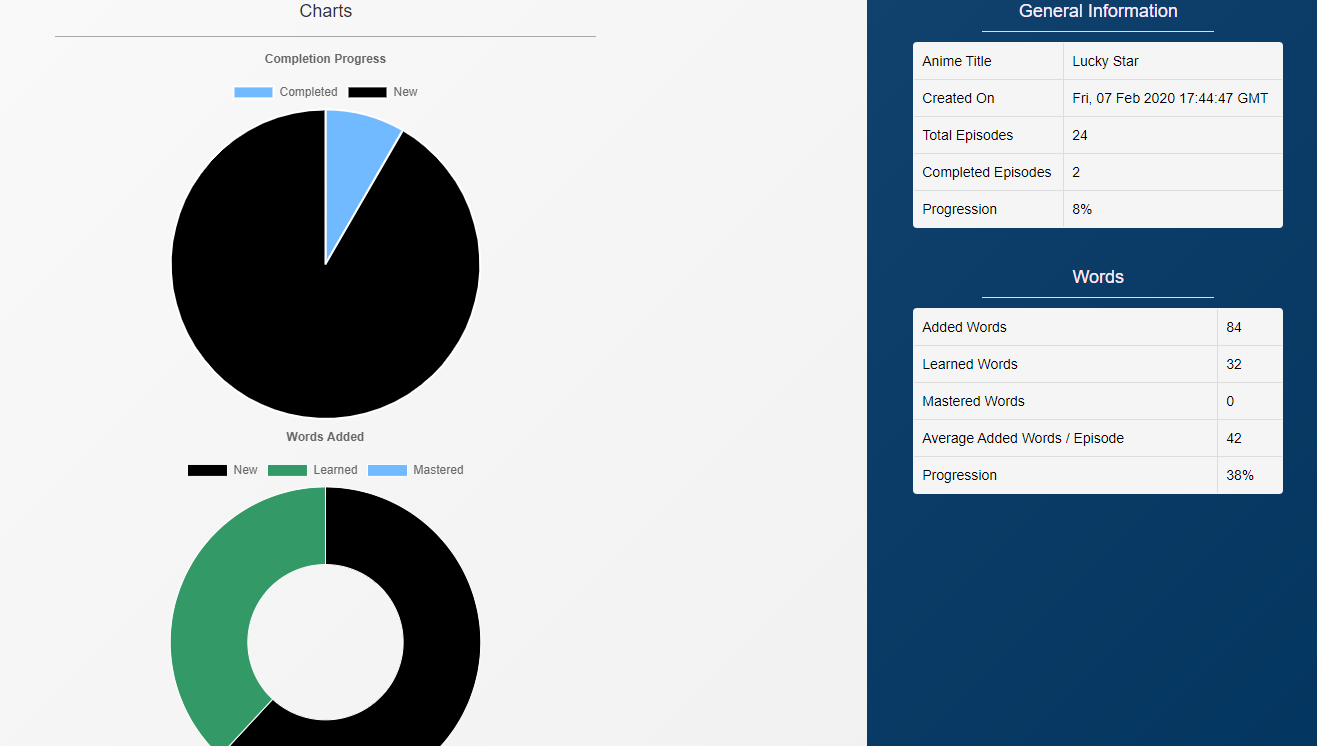 Charts
Completion Progress
Completed New
Words Added
New Learned Mastered
General Information
Anime Title Lucky Star
Created On Fri, 07 Feb 2020 17:44:47 GMT
Total Episodes 24
Completed Episodes 2
Progression 8%
Words
Added Words 84
Learned Words 32
Mastered Words 0
Average Added Words / Episode 42
Progression 38%